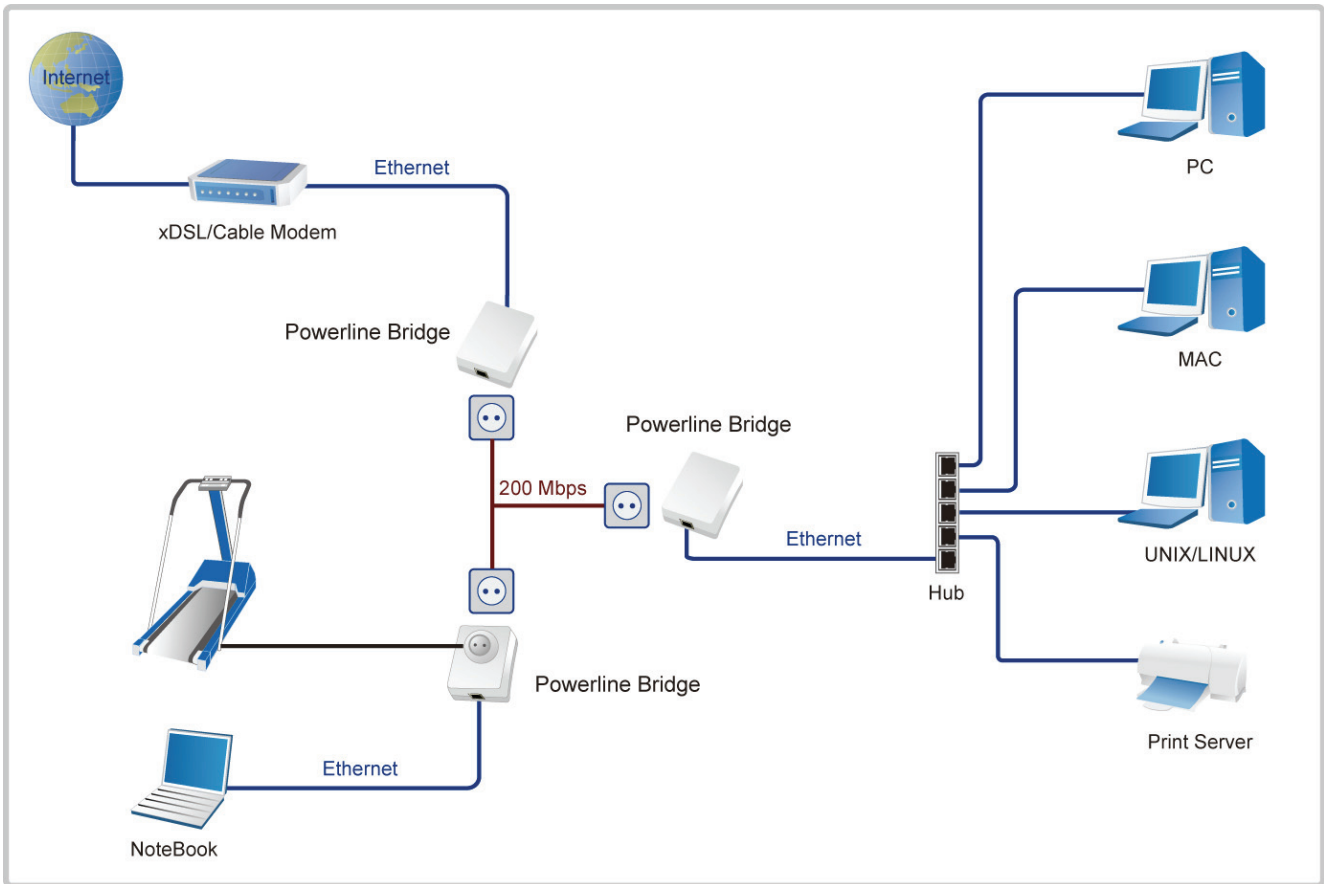 Internet
Ethernet
xDSL/Cable Modem
Powerline Bridge
PC
MAC
Powerline Bridge
200 Mbps
Ethernet
Hub
UNIX/LINUX
Powerline Bridge
Print Server
Ethernet
NoteBook